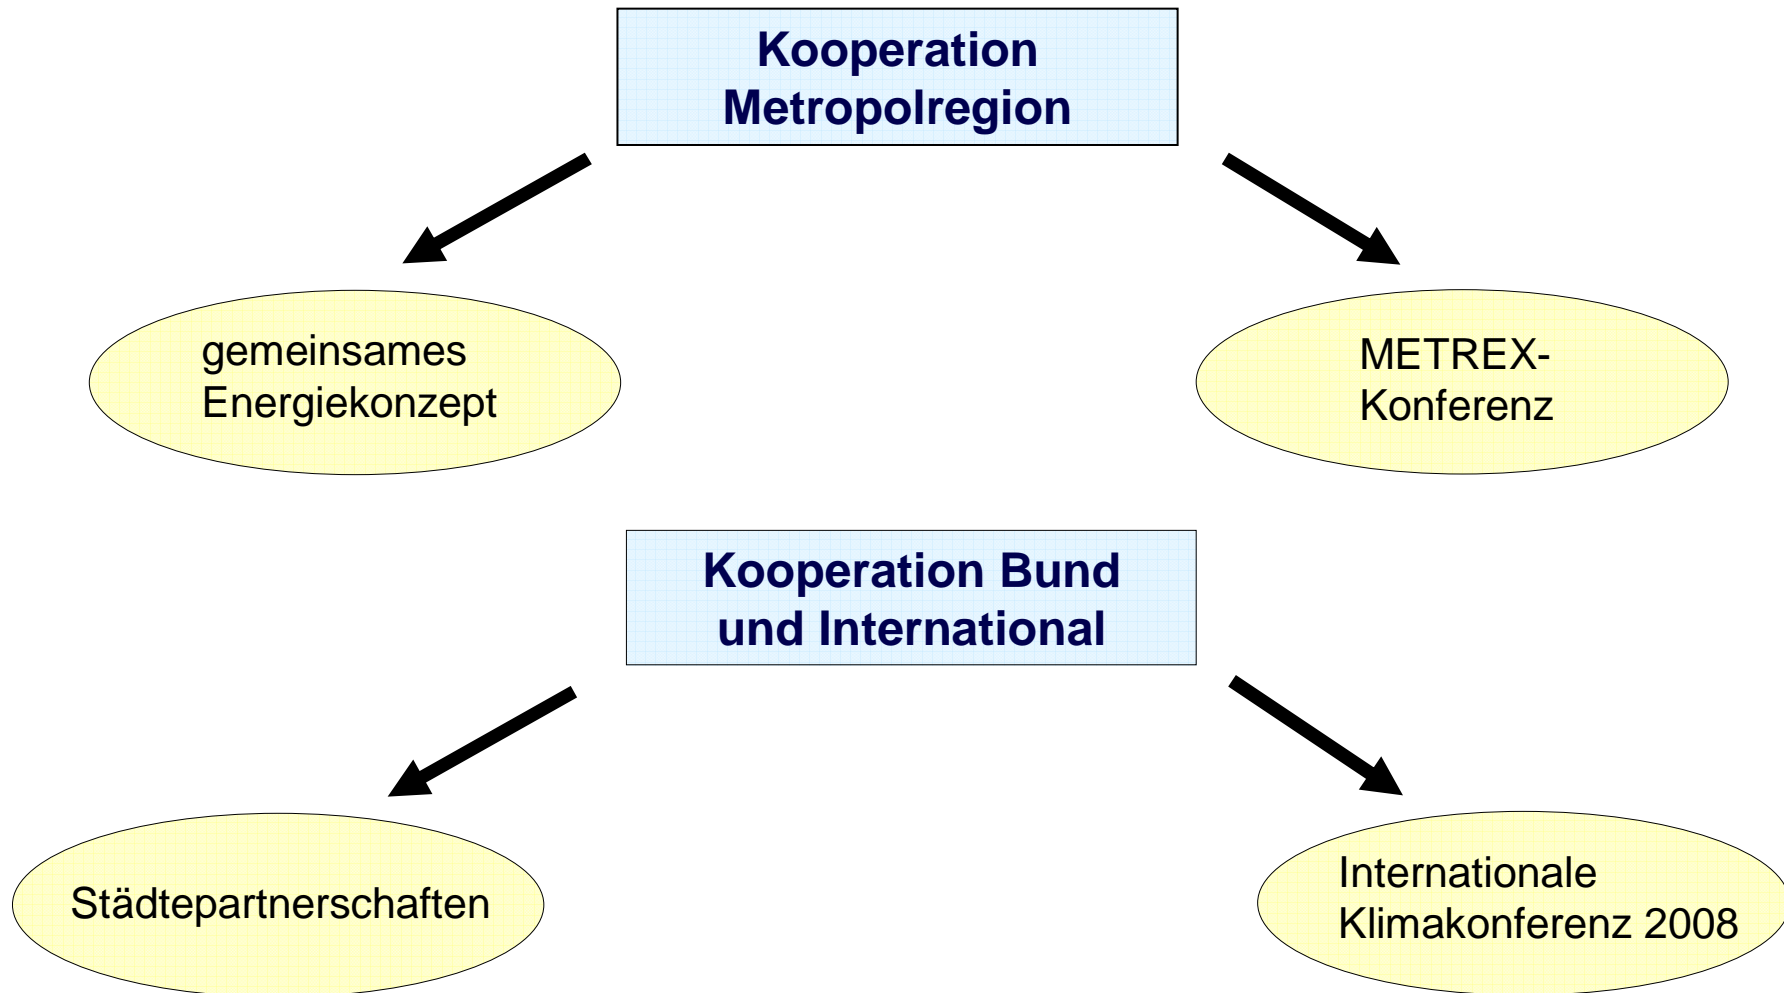 Kooperation
Metropolregion
gemeinsames
Energiekonzept
METREX-
Konferenz
Kooperation Bund
und International
Städtepartnerschaften
Internationale
Klimakonferenz 2008